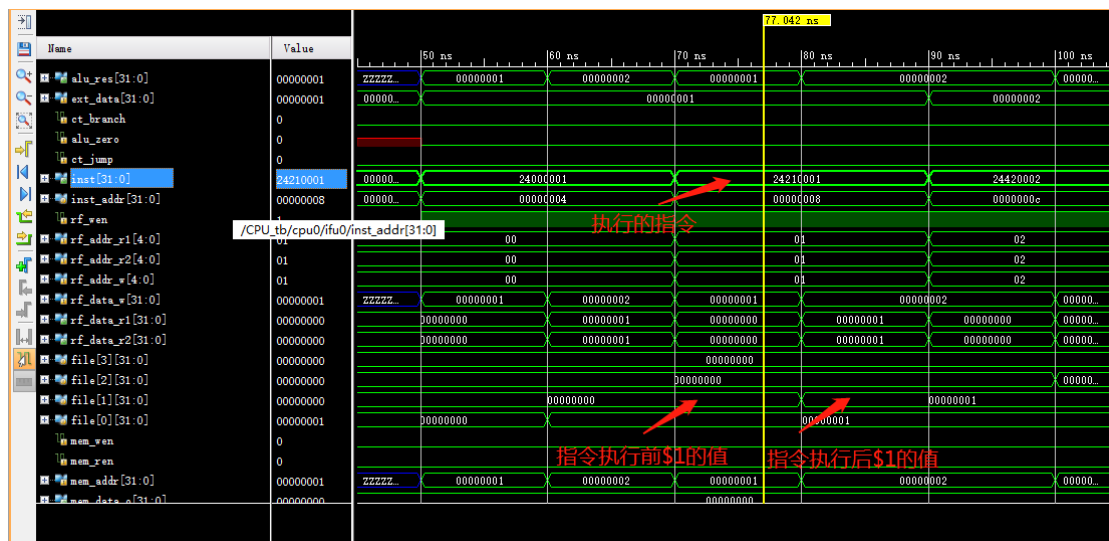 77.042 ns
Name Value 50 ns 60 ns 70 ns 80 ns 90 ns 100 ns
alu_res[31:0] 00000001 ZZZZZ... 00000001 00000002 00000001 00000002 00000...
ext_data[31:0] 00000001 00000... 00000001 00000002
ct_branch 0
alu_zero 0
ct_jump 0
inst[31:0] 24210001 00000... 24000001 24210001 24420002
inst_addr[31:0] 00000008 00000... 00000004 00000008 0000000c
rf_wen 1 执行的指令
/CPU_tb/cpu0/ifu0/inst_addr[31:0]
rf_addr_r1[4:0] 01 00 01 02
rf_addr_r2[4:0] 01 00 01 02
rf_addr_w[4:0] 01 00 01 02
rf_data_w[31:0] 00000001 ZZZZZ... 00000001 00000002 00000001 00000002 00000...
rf_data_r1[31:0] 00000000 00000000 00000001 00000000 00000001 00000000 00000...
rf_data_r2[31:0] 00000000 00000000 00000001 00000000 00000001 00000000 00000...
file[3][31:0] 00000000 00000000
file[2][31:0] 00000000 00000000 00000...
file[1][31:0] 00000000 00000000 00000001
file[0][31:0] 00000001 00000000 00000001
mem_wen 0
指令执行前$1的值 指令执行后$1的值
mem_ren 0
mem_addr[31:0] 00000001 ZZZZZ... 00000001 00000002 00000001 00000002 00000...
mem_data_o[31:0] 00000000 00000000